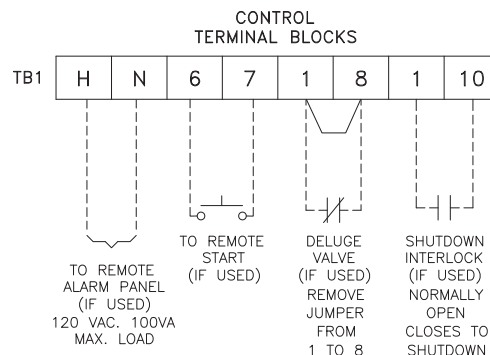 CONTROL
TERMINAL BLOCKS
TB1 H N 6 7 1 8 1 10
TO REMOTE
ALARM PANEL
(IF USED)
120 VAC. 100VA
MAX. LOAD
TO REMOTE
START
(IF USED)
DELUGE
VALVE
(IF USED)
REMOVE
JUMPER
FROM
1 TO 8
SHUTDOWN
INTERLOCK
(IF USED)
NORMALLY
OPEN
CLOSES TO
SHUTDOWN